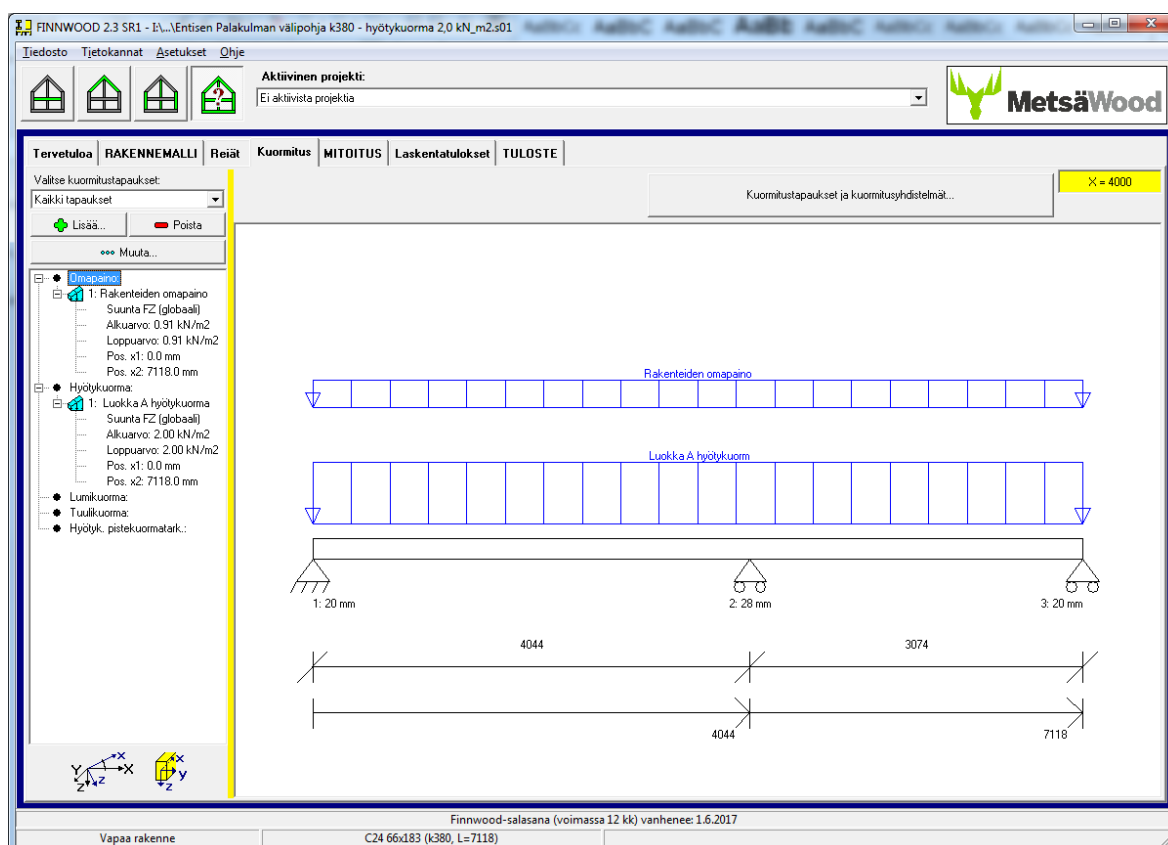 FINNWOOD 2.3 SR1 - I:\...\Entisen Palakulman välipohja k380 - hyötykuorma 2,0 kN_m2.s01
Tiedosto Tietokannat Asetukset Ohje
Aktiivinen projekti:
Ei aktiivista projektia
MetsäWood
Tervetuloa RAKENNEMALLI Reiät Kuormitus MITOITUS Laskentatulokset TULOSTE
Valitse kuormitustapaukset:
Kaikki tapaukset
Lisää... Poista
Muuta...
Kuormitustapaukset ja kuormitusyhdistelmät...
X = 4000
Omapaino:
1: Rakenteiden omapaino
Suunta FZ (globaali)
Alkuarvo: 0.91 kN/m2
Loppuarvo: 0.91 kN/m2
Pos. x1: 0.0 mm
Pos. x2: 7118.0 mm
Hyötykuorma:
1: Luokka A hyötykuorma
Suunta FZ (globaali)
Alkuarvo: 2.00 kN/m2
Loppuarvo: 2.00 kN/m2
Pos. x1: 0.0 mm
Pos. x2: 7118.0 mm
Lumikuorma:
Tuulikuorma:
Hyötyk. pistekuormatark.:
Rakenteiden omapaino
Luokka A hyötykuorm
1: 20 mm 2: 28 mm 3: 20 mm
4044 3074
4044 7118
Y X X Z Z
x y z
Finnwood-salasana (voimassa 12 kk) vanhenee: 1.6.2017
Vapaa rakenne C24 66x183 (k380, L=7118)